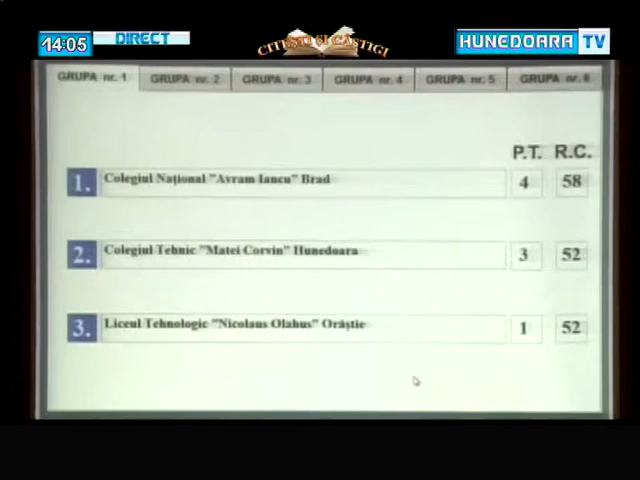 14:05 DIRECT CITEȘTI ȘI CÂȘTIGI HUNEDOARA TV
GRUPA nr. 1 GRUPA nr. 2 GRUPA nr. 3 GRUPA nr. 4 GRUPA nr. 5 GRUPA nr. 6
P.T. R.C.
1. Colegiul Național "Avram Iancu" Brad 4 58
2. Colegiul Tehnic "Matei Corvin" Hunedoara 3 52
3. Liceul Tehnologic "Nicolaus Olahus" Orăștie 1 52